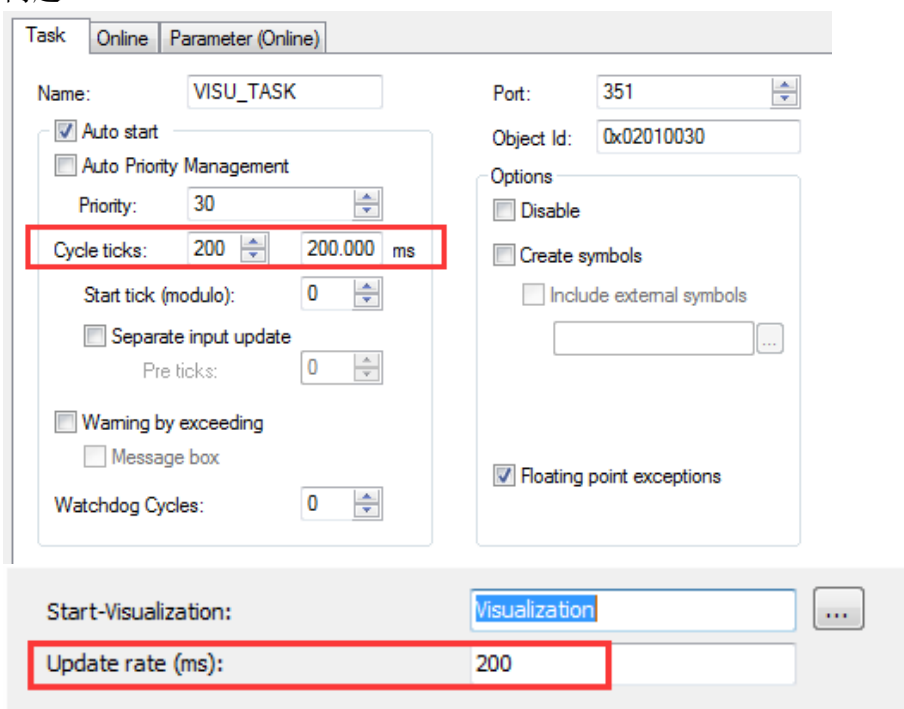 Task Online Parameter (Online)
Name: VISU_TASK
Port: 351
Auto start
Object Id: 0x02010030
Auto Priority Management
Options
Priority: 30
Disable
Cycle ticks: 200 200.000 ms
Create symbols
Start tick (modulo): 0
Include external symbols
Separate input update
...
Pre ticks: 0
Warning by exceeding
Message box
Floating point exceptions
Watchdog Cycles: 0
Start-Visualization: Visualization ...
Update rate (ms): 200